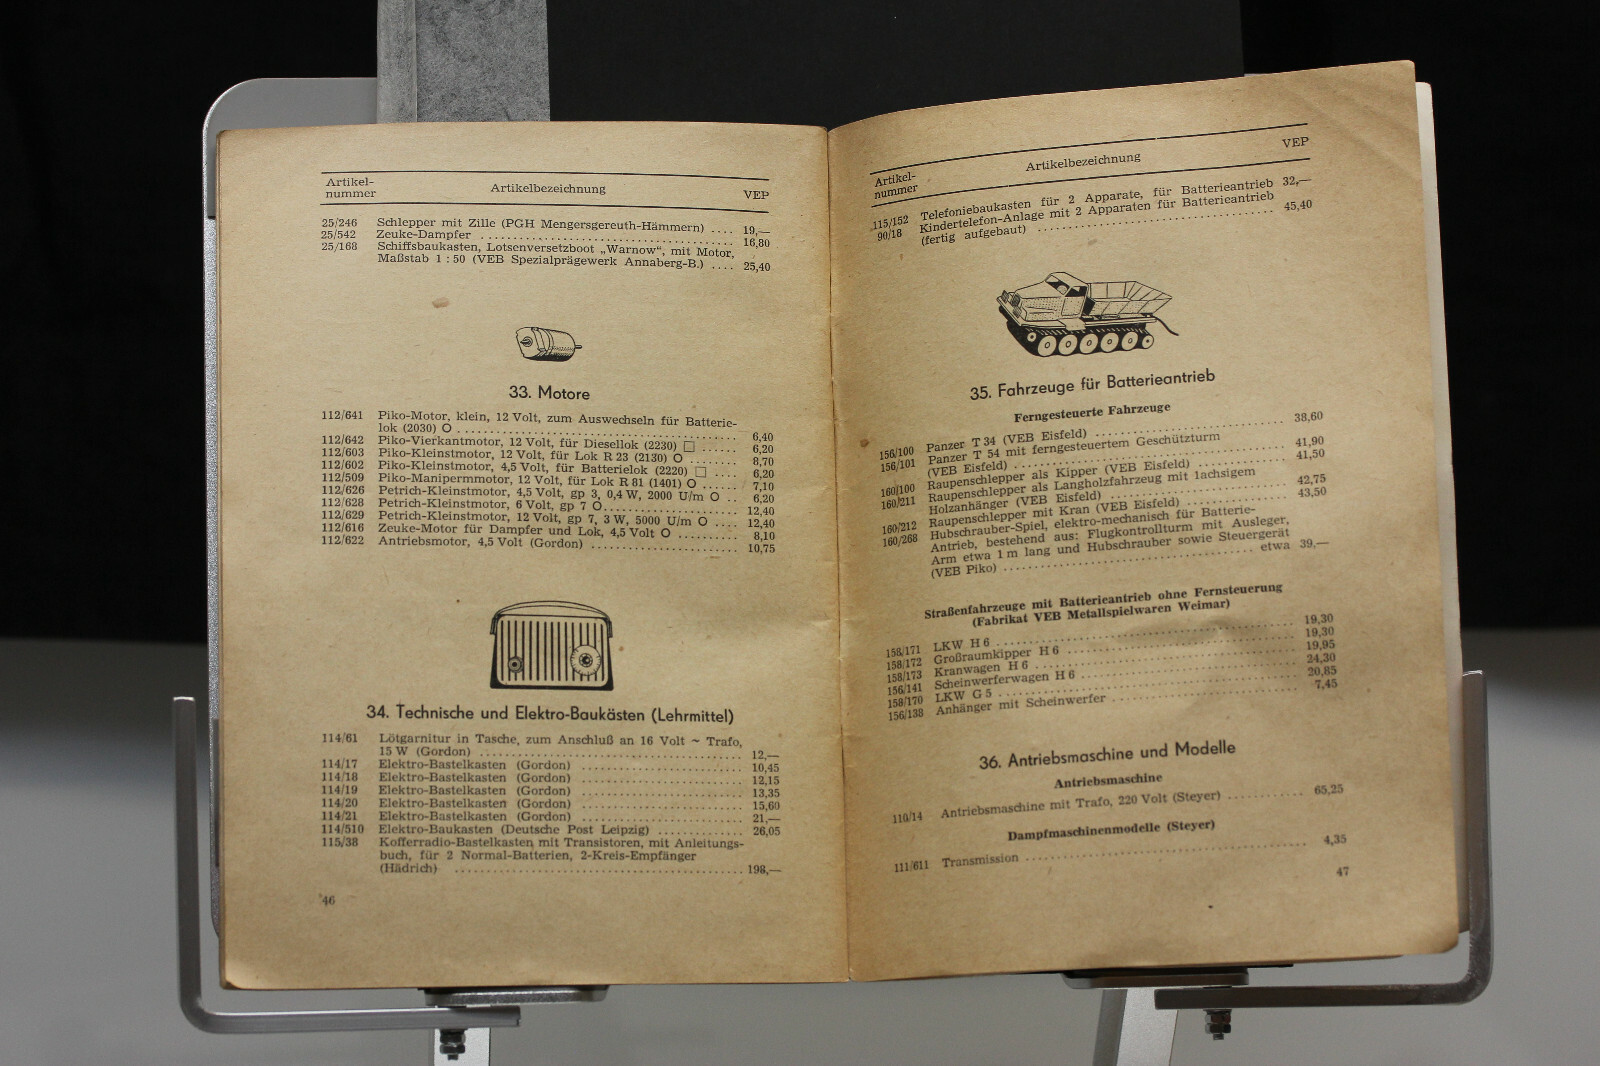 Artikel-
nummer Artikelbezeichnung VEP
25/246 Schlepper mit Zille (PGH Mengersgereuth-Hämmern) .... 19,—
25/542 Zeuke-Dampfer .... 16,80
25/168 Schiffsbaukasten, Lotsenversetzboot „Warnow“, mit Motor,
Maßstab 1 : 50 (VEB Spezialprägewerk Annaberg-B.) .... 25,40
33. Motore
112/641 Piko-Motor, klein, 12 Volt, zum Auswechseln für Batterie-
lok (2030) O .... 6,40
112/642 Piko-Vierkantmotor, 12 Volt, für Diesellok (2230) □ .... 6,20
112/603 Piko-Kleinstmotor, 12 Volt, für Lok R 23 (2130) O .... 8,70
112/602 Piko-Kleinstmotor, 4,5 Volt, für Batterielok (2220) □ .... 6,20
112/509 Piko-Manipermmotor, 12 Volt, für Lok R 81 (1401) O .... 7,10
112/626 Petrich-Kleinstmotor, 4,5 Volt, gp 3, 0,4 W, 2000 U/m O .. 6,20
112/628 Petrich-Kleinstmotor, 6 Volt, gp 7 O .... 12,40
112/629 Petrich-Kleinstmotor, 12 Volt, gp 7, 3 W, 5000 U/m O .... 12,40
112/616 Zeuke-Motor für Dampfer und Lok, 4,5 Volt O .... 8,10
112/622 Antriebsmotor, 4,5 Volt (Gordon) .... 10,75
34. Technische und Elektro-Baukästen (Lehrmittel)
114/61 Lötgarnitur in Tasche, zum Anschluß an 16 Volt ~ Trafo,
15 W (Gordon) .... 12,—
114/17 Elektro-Bastelkasten (Gordon) .... 10,45
114/18 Elektro-Bastelkasten (Gordon) .... 12,15
114/19 Elektro-Bastelkasten (Gordon) .... 13,35
114/20 Elektro-Bastelkasten (Gordon) .... 15,60
114/21 Elektro-Bastelkasten (Gordon) .... 21,—
114/510 Elektro-Baukasten (Deutsche Post Leipzig) .... 26,05
115/38 Kofferradio-Bastelkasten mit Transistoren, mit Anleitungs-
buch, für 2 Normal-Batterien, 2-Kreis-Empfänger
(Hädrich) .... 198,—
46
Artikel-
nummer Artikelbezeichnung VEP
115/152 Telefoniebaukasten für 2 Apparate, für Batterieantrieb 32,—
90/18 Kindertelefon-Anlage mit 2 Apparaten für Batterieantrieb
(fertig aufgebaut) .... 45,40
35. Fahrzeuge für Batterieantrieb
Ferngesteuerte Fahrzeuge
156/100 Panzer T 34 (VEB Eisfeld) .... 38,60
156/101 Panzer T 54 mit ferngesteuertem Geschützturm
(VEB Eisfeld) .... 41,90
160/100 Raupenschlepper als Kipper (VEB Eisfeld) .... 41,50
160/211 Raupenschlepper als Langholzfahrzeug mit 1achsigem
Holzanhänger (VEB Eisfeld) .... 42,75
160/212 Raupenschlepper mit Kran (VEB Eisfeld) .... 43,50
160/268 Hubschrauber-Spiel, elektro-mechanisch für Batterie-
Antrieb, bestehend aus: Flugkontrollturm mit Ausleger,
Arm etwa 1 m lang und Hubschrauber sowie Steuergerät
(VEB Piko) .... etwa 39,—
Straßenfahrzeuge mit Batterieantrieb ohne Fernsteuerung
(Fabrikat VEB Metallspielwaren Weimar)
158/171 LKW H 6 .... 19,30
158/172 Großraumkipper H 6 .... 19,30
158/173 Kranwagen H 6 .... 19,95
156/141 Scheinwerferwagen H 6 .... 24,30
158/170 LKW G 5 .... 20,85
156/138 Anhänger mit Scheinwerfer .... 7,45
36. Antriebsmaschine und Modelle
Antriebsmaschine
110/14 Antriebsmaschine mit Trafo, 220 Volt (Steyer) .... 65,25
Dampfmaschinenmodelle (Steyer)
111/611 Transmission .... 4,35
47